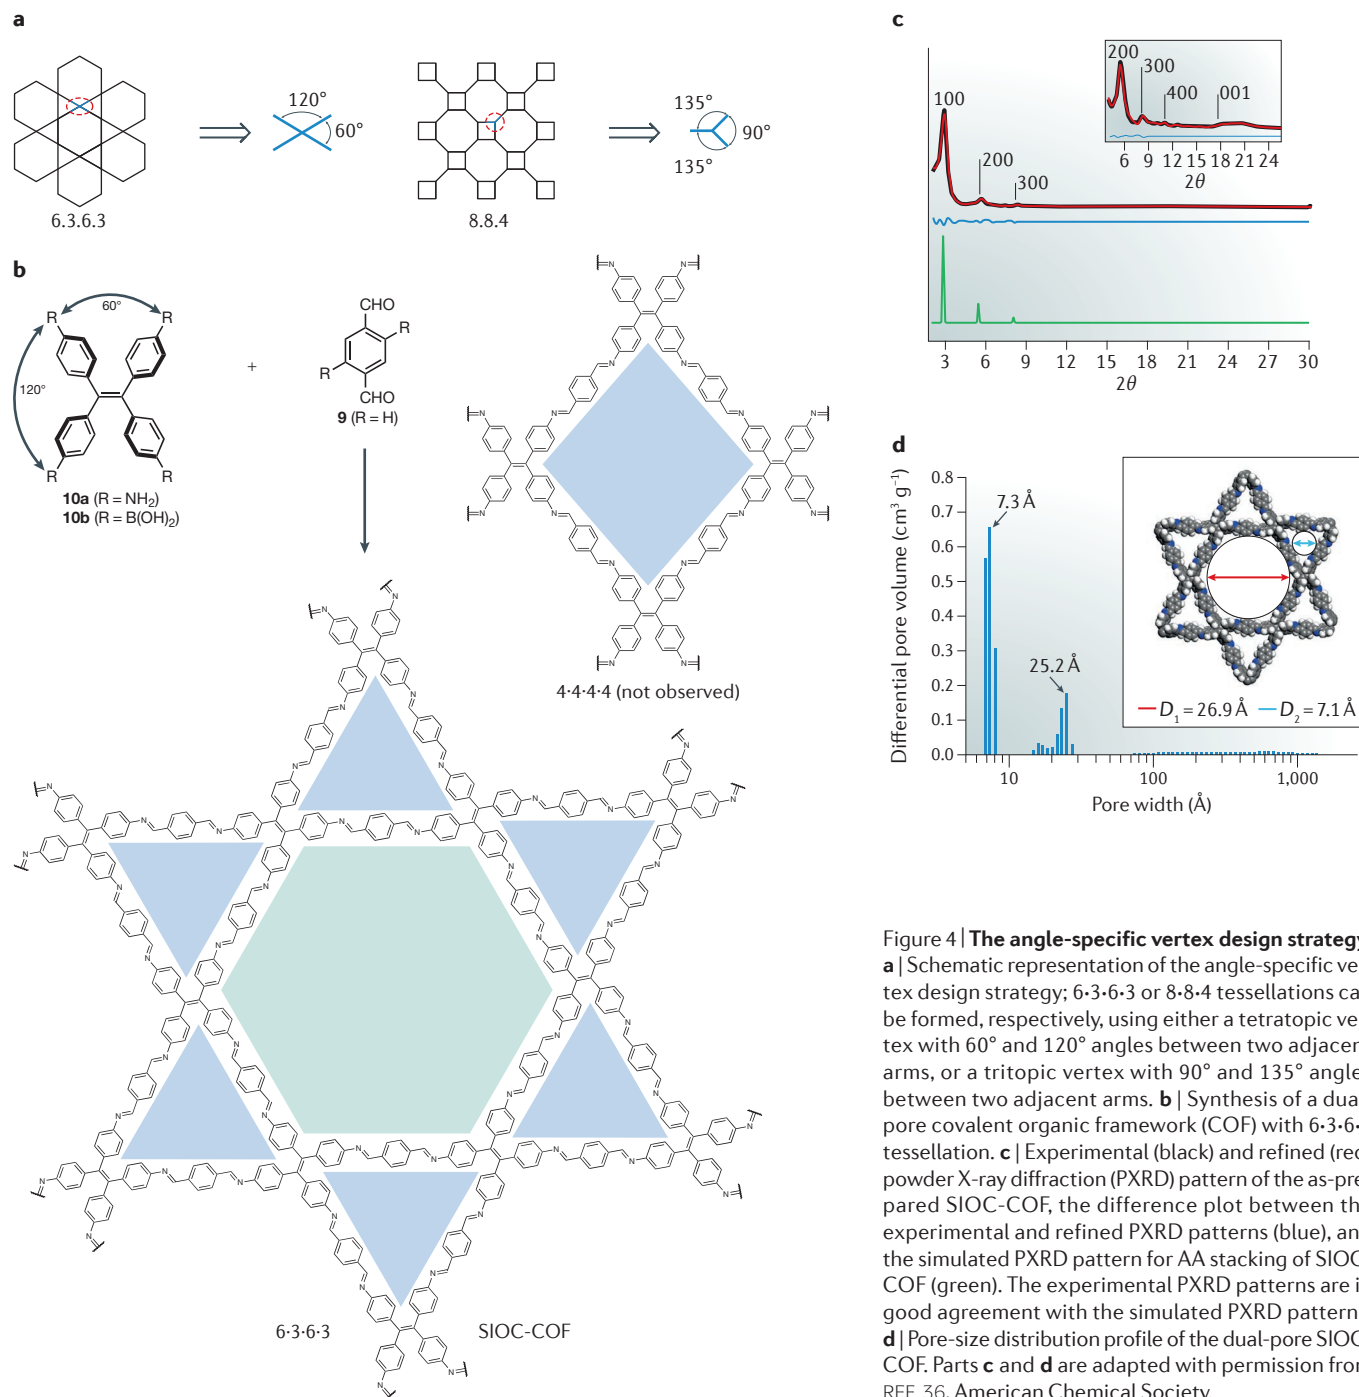 a
120°
60°
6.3.6.3
135°
90°
135°
8.8.4
b
60°
R
R
120°
R
R
10a (R = NH₂)
10b (R = B(OH)₂)
+
CHO
R
R
CHO
9 (R = H)
4·4·4·4 (not observed)
6·3·6·3
SIOC-COF
c
100
200
300
3 6 9 12 15 18 21 24 27 30
2θ
200
300
400
001
6 9 12 15 18 21 24
2θ
d
Differential pore volume (cm³ g⁻¹)
0.8
0.7
0.6
0.5
0.4
0.3
0.2
0.1
0.0
7.3 Å
25.2 Å
10 100 1,000
Pore width (Å)
D₁ = 26.9 Å D₂ = 7.1 Å
Figure 4 | The angle-specific vertex design strategy
a | Schematic representation of the angle-specific ver
tex design strategy; 6·3·6·3 or 8·8·4 tessellations ca
be formed, respectively, using either a tetratopic ve
tex with 60° and 120° angles between two adjacen
arms, or a tritopic vertex with 90° and 135° angle
between two adjacent arms. b | Synthesis of a dua
pore covalent organic framework (COF) with 6·3·6·
tessellation. c | Experimental (black) and refined (rec
powder X-ray diffraction (PXRD) pattern of the as-pre
pared SIOC-COF, the difference plot between th
experimental and refined PXRD patterns (blue), an
the simulated PXRD pattern for AA stacking of SIOC
COF (green). The experimental PXRD patterns are i
good agreement with the simulated PXRD pattern
d | Pore-size distribution profile of the dual-pore SIOC
COF. Parts c and d are adapted with permission from
REF. 36, American Chemical Society